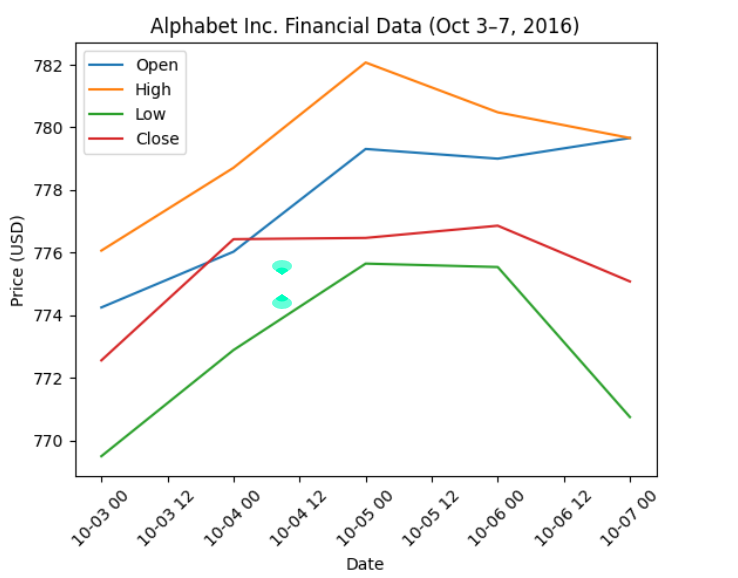 Alphabet Inc. Financial Data (Oct 3–7, 2016)
Open
High
Low
Close
782
780
778
776
774
772
770
Price (USD)
10-03 00
10-03 12
10-04 00
10-04 12
10-05 00
10-05 12
10-06 00
10-06 12
10-07 00
Date